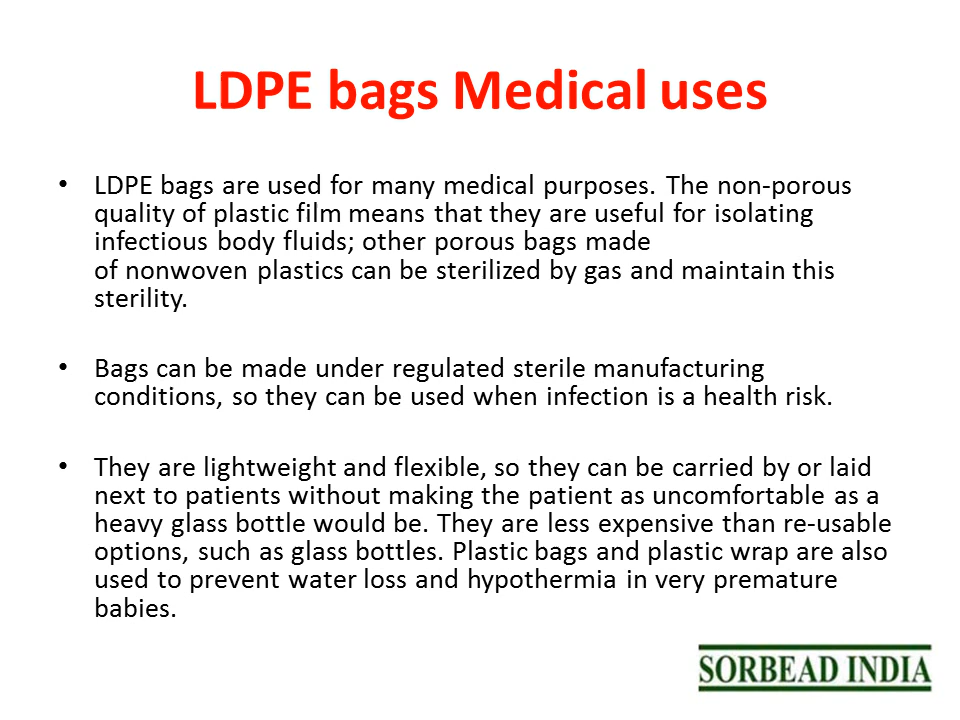 LDPE bags Medical uses
• LDPE bags are used for many medical purposes. The non-porous
quality of plastic film means that they are useful for isolating
infectious body fluids; other porous bags made
of nonwoven plastics can be sterilized by gas and maintain this
sterility.
• Bags can be made under regulated sterile manufacturing
conditions, so they can be used when infection is a health risk.
• They are lightweight and flexible, so they can be carried by or laid
next to patients without making the patient as uncomfortable as a
heavy glass bottle would be. They are less expensive than re-usable
options, such as glass bottles. Plastic bags and plastic wrap are also
used to prevent water loss and hypothermia in very premature
babies.
SORBEAD INDIA